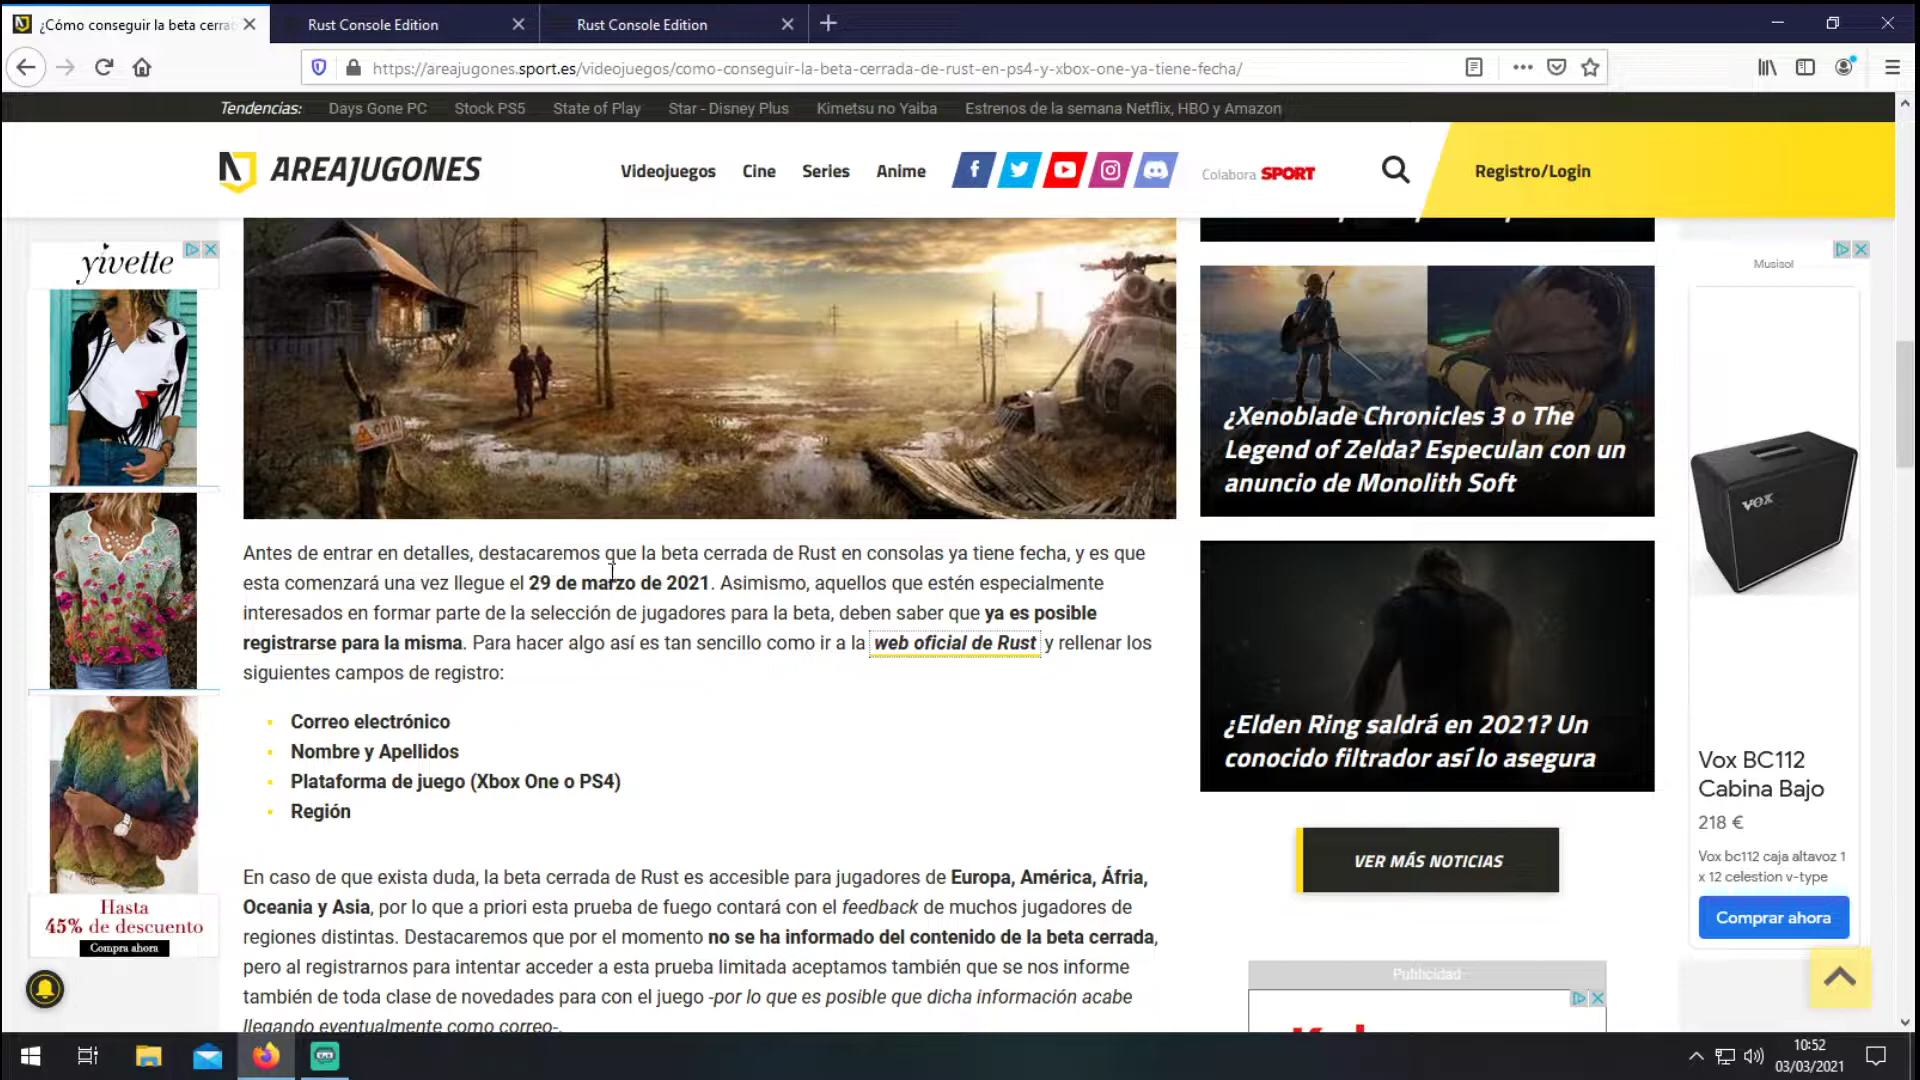 ¿Cómo conseguir la beta cerra
Rust Console Edition
Rust Console Edition
https://areajugones.sport.es/videojuegos/como-conseguir-la-beta-cerrada-de-rust-en-ps4-y-xbox-one-ya-tiene-fecha/
Tendencias: Days Gone PC Stock PS5 State of Play Star - Disney Plus Kimetsu no Yaiba Estrenos de la semana Netflix, HBO y Amazon
AREAJUGONES
Videojuegos Cine Series Anime
Colabora SPORT
Registro/Login
yivette
Hasta
45% de descuento
Compra ahora
Antes de entrar en detalles, destacaremos que la beta cerrada de Rust en consolas ya tiene fecha, y es que
esta comenzará una vez llegue el 29 de marzo de 2021. Asimismo, aquellos que estén especialmente
interesados en formar parte de la selección de jugadores para la beta, deben saber que ya es posible
registrarse para la misma. Para hacer algo así es tan sencillo como ir a la web oficial de Rust y rellenar los
siguientes campos de registro:
Correo electrónico
Nombre y Apellidos
Plataforma de juego (Xbox One o PS4)
Región
En caso de que exista duda, la beta cerrada de Rust es accesible para jugadores de Europa, América, Áfria,
Oceania y Asia, por lo que a priori esta prueba de fuego contará con el feedback de muchos jugadores de
regiones distintas. Destacaremos que por el momento no se ha informado del contenido de la beta cerrada,
pero al registrarnos para intentar acceder a esta prueba limitada aceptamos también que se nos informe
también de toda clase de novedades para con el juego -por lo que es posible que dicha información acabe
llegando eventualmente como correo-.
¿Xenoblade Chronicles 3 o The
Legend of Zelda? Especulan con un
anuncio de Monolith Soft
¿Elden Ring saldrá en 2021? Un
conocido filtrador así lo asegura
VER MÁS NOTICIAS
Publicidad
Musisol
VOX
Vox BC112
Cabina Bajo
218 €
Vox bc112 caja altavoz 1
x 12 celestion v-type
Comprar ahora
10:52
03/03/2021